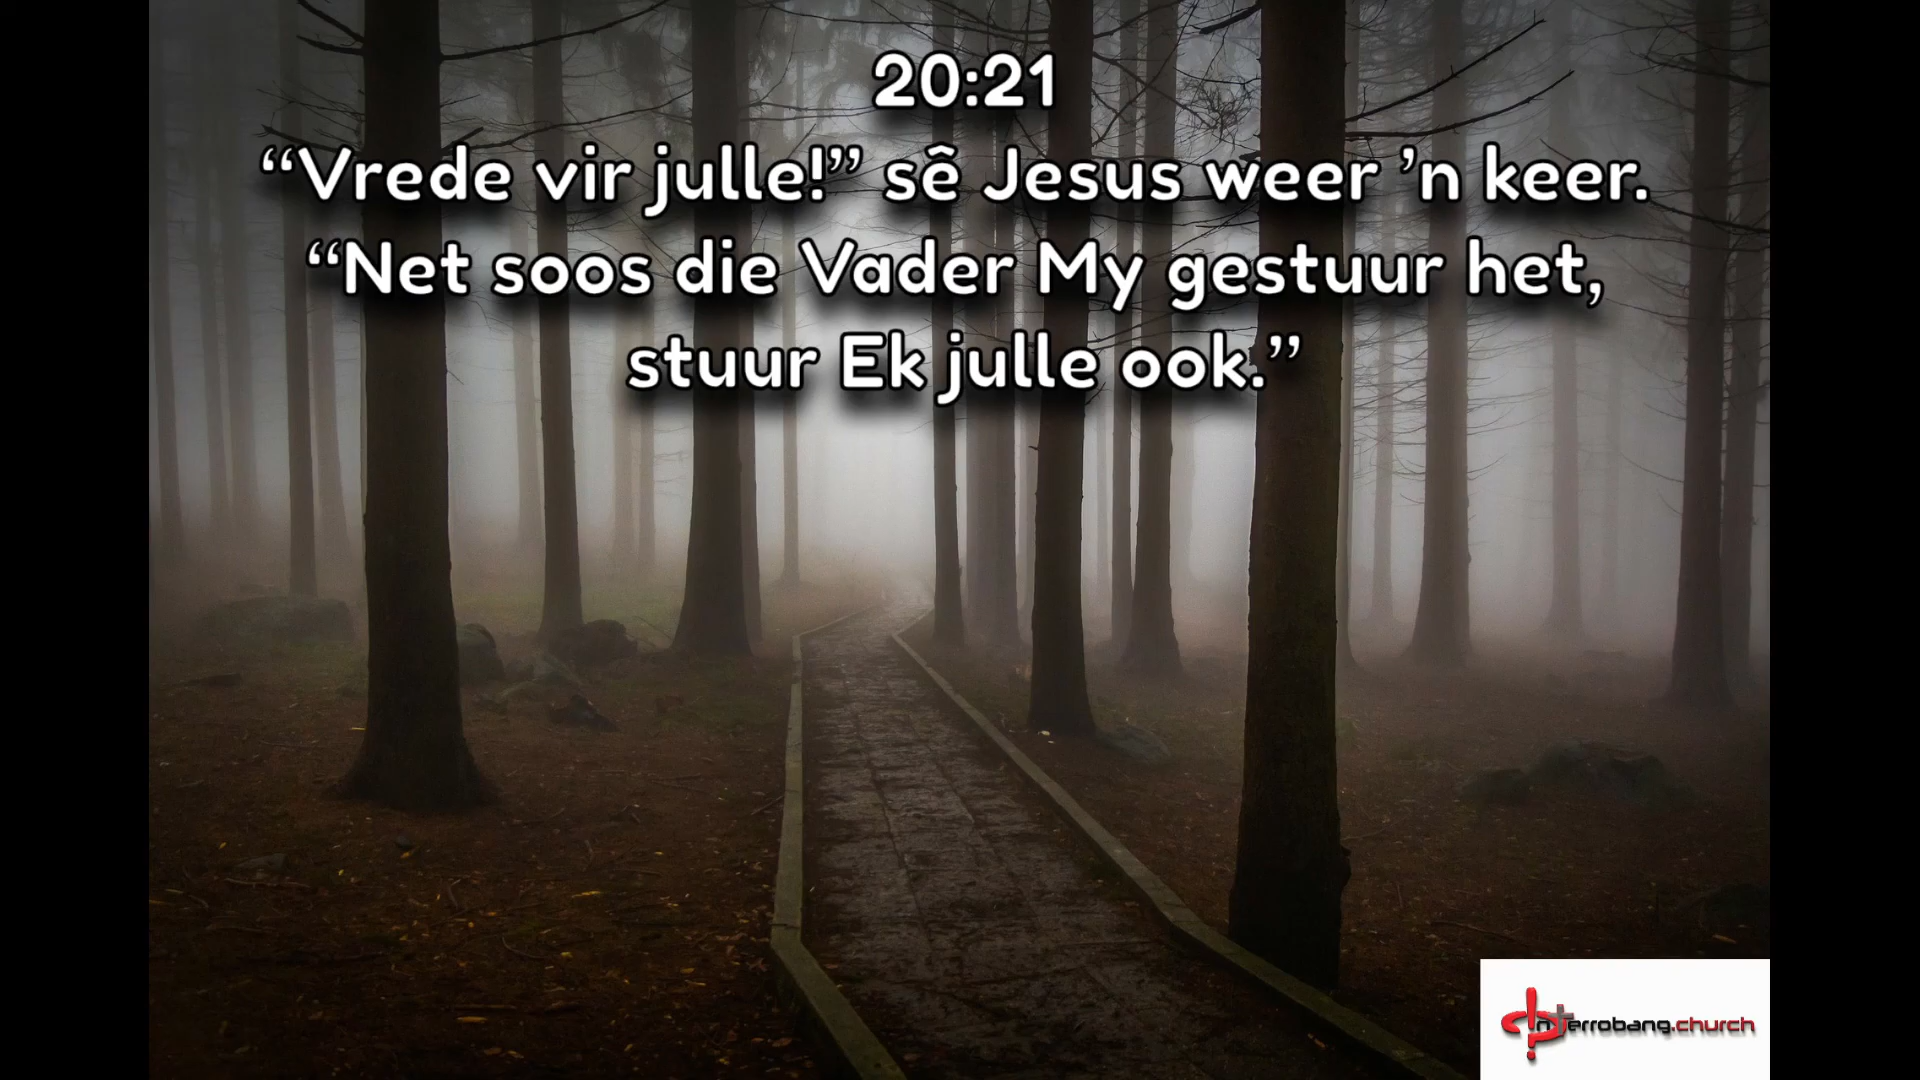 20:21
“Vrede vir julle!” sê Jesus weer ’n keer.
“Net soos die Vader My gestuur het,
stuur Ek julle ook.”
interrobang.church